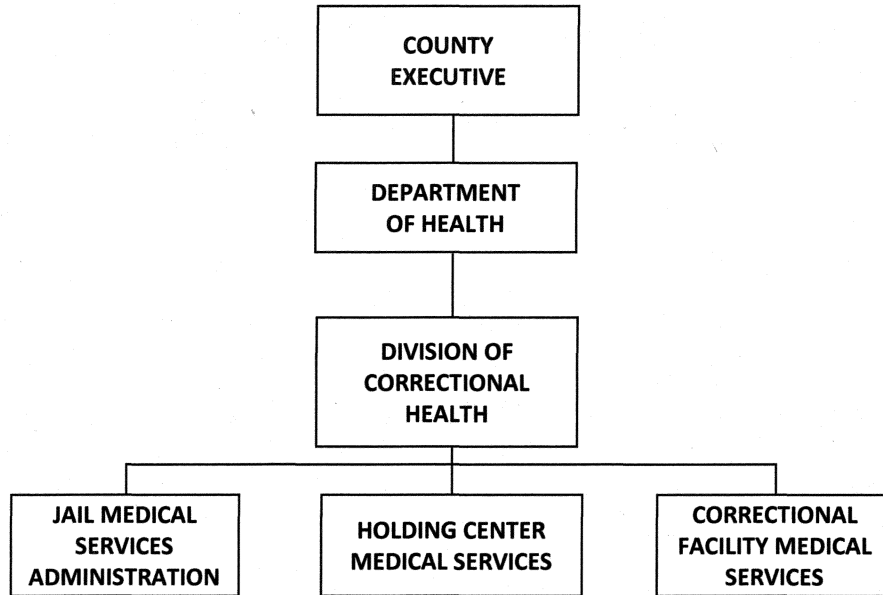 COUNTY
EXECUTIVE
DEPARTMENT
OF HEALTH
DIVISION OF
CORRECTIONAL
HEALTH
JAIL MEDICAL
SERVICES
ADMINISTRATION
HOLDING CENTER
MEDICAL SERVICES
CORRECTIONAL
FACILITY MEDICAL
SERVICES